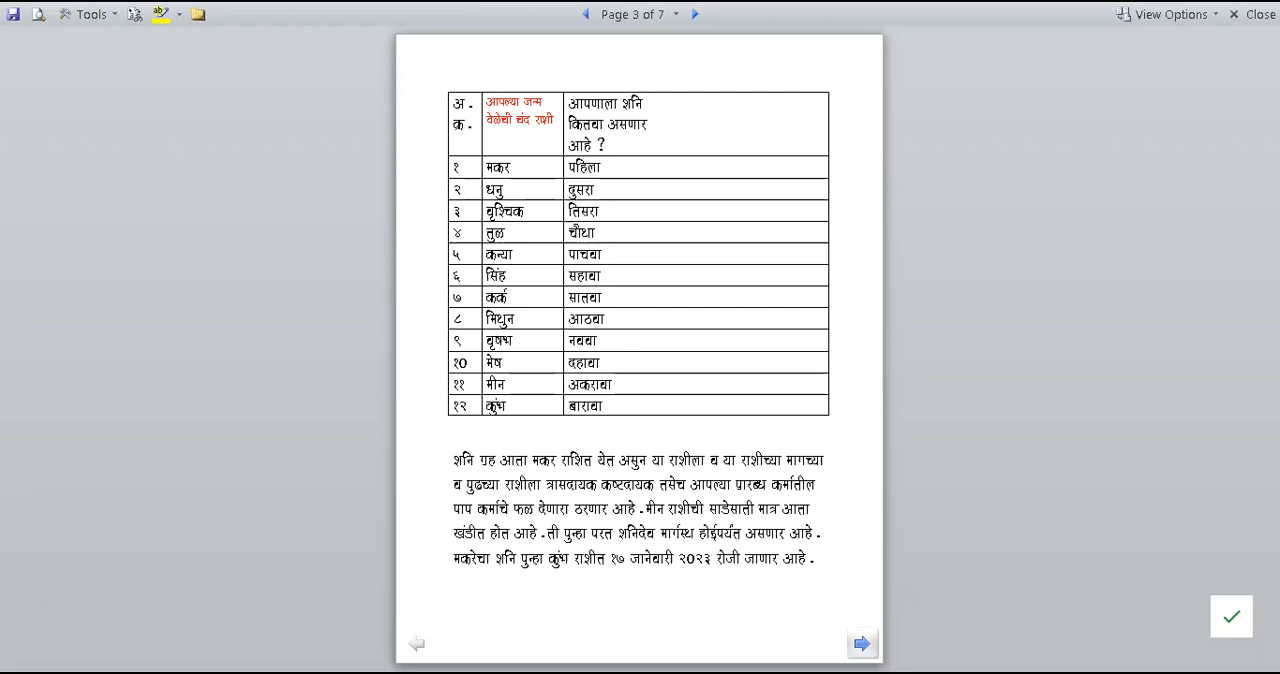 Tools
Page 3 of 7
View Options
Close
अ. आपल्या जन्म आपणाला शनि
क्र. वेळेची चंद राशी कितवा असणार
आहे ?
१ मकर पहिला
२ धनु दुसरा
३ वृश्चिक तिसरा
४ तुळ चौथा
५ कन्या पाचवा
६ सिंह सहावा
७ कर्क सातवा
८ मिथुन आठवा
९ वृषभ नववा
१० मेष दहावा
११ मीन अकरावा
१२ कुंभ बारावा
शनि ग्रह आता मकर राशित येत असुन या राशीला व या राशीच्या मागच्या
व पुढच्या राशीला त्रासदायक कष्टदायक तसेच आपल्या प्रारब्ध कर्मातील
पाप कर्माचे फळ देणारा ठरणार आहे .मीन राशीची साडेसाती मात्र आता
खंडीत होत आहे .ती पुन्हा परत शनिदेव मार्गस्थ होईपर्यंत असणार आहे .
मकरेचा शनि पुन्हा कुंभ राशीत १७ जानेवारी २०२३ रोजी जाणार आहे .